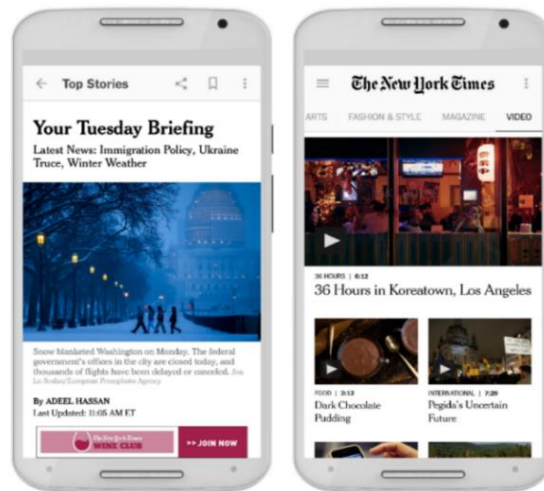 Top Stories
Your Tuesday Briefing
Latest News: Immigration Policy, Ukraine
Truce, Winter Weather
Snow blanketed Washington on Monday. The federal
government's offices in the city are closed today, and
thousands of flights have been delayed or canceled.
By ADEEL HASSAN
Last Updated: 11:05 AM ET
The New York Times
WINE CLUB
>> JOIN NOW
The New York Times
ARTS FASHION & STYLE MAGAZINE VIDEO
36 HOURS | 6:12
36 Hours in Koreatown, Los Angeles
FOOD | 3:12
Dark Chocolate
Pudding
INTERNATIONAL | 7:29
Pegida's Uncertain
Future